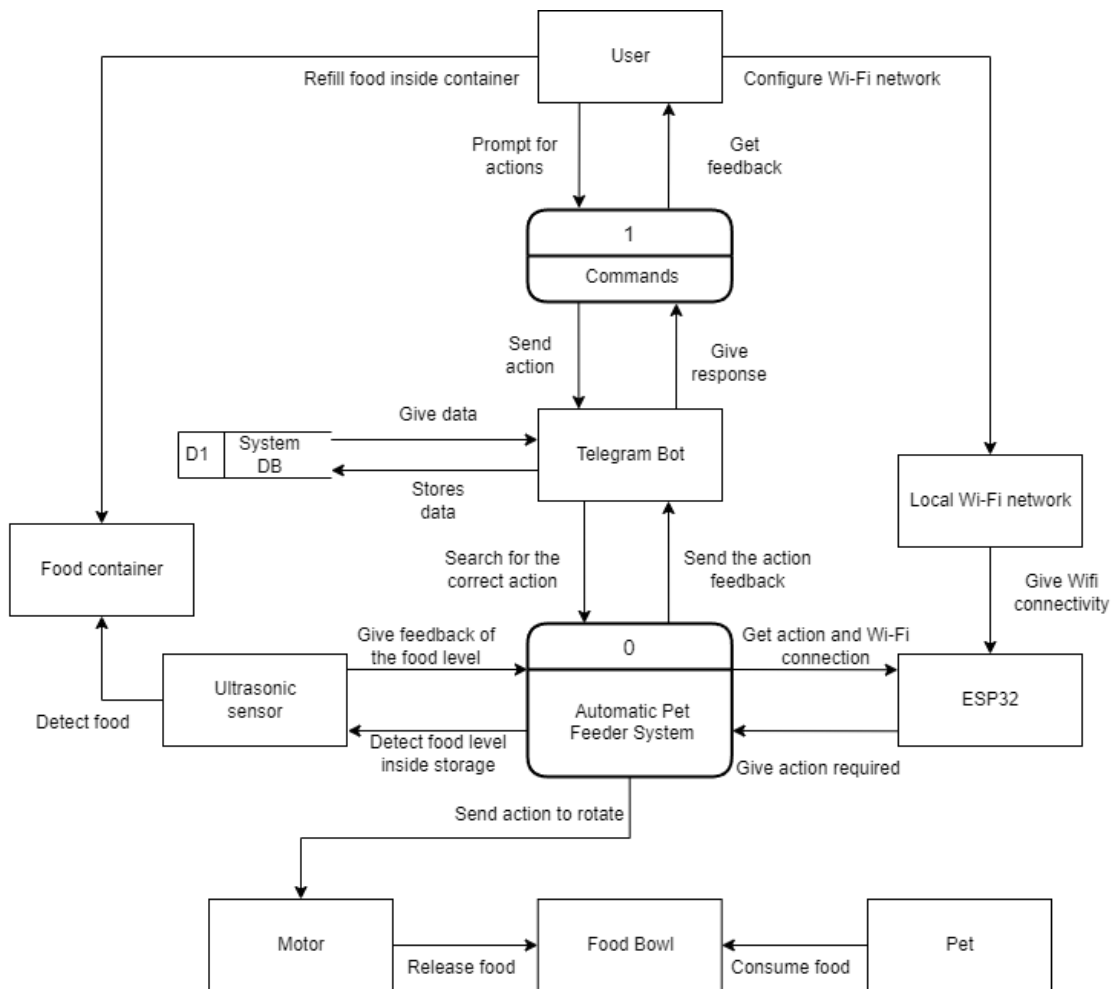 User
Refill food inside container
Configure Wi-Fi network
Prompt for
actions
Get
feedback
1
Commands
Send
action
Give
response
Give data
D1
System
DB
Telegram Bot
Stores
data
Local Wi-Fi network
Food container
Search for the
correct action
Send the action
feedback
Give Wifi
connectivity
Give feedback of
the food level
0
Get action and Wi-Fi
connection
Ultrasonic
sensor
Automatic Pet
Feeder System
ESP32
Detect food
Detect food level
inside storage
Give action required
Send action to rotate
Motor
Food Bowl
Pet
Release food
Consume food